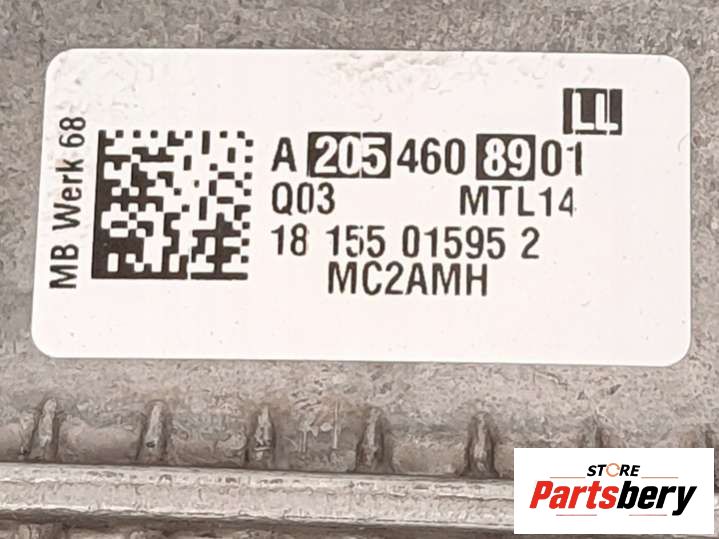 LL
A 205 460 89 01
Q03 MTL14
18 155 01595 2
MC2AMH
MB Werk 68
STORE
Partsbery